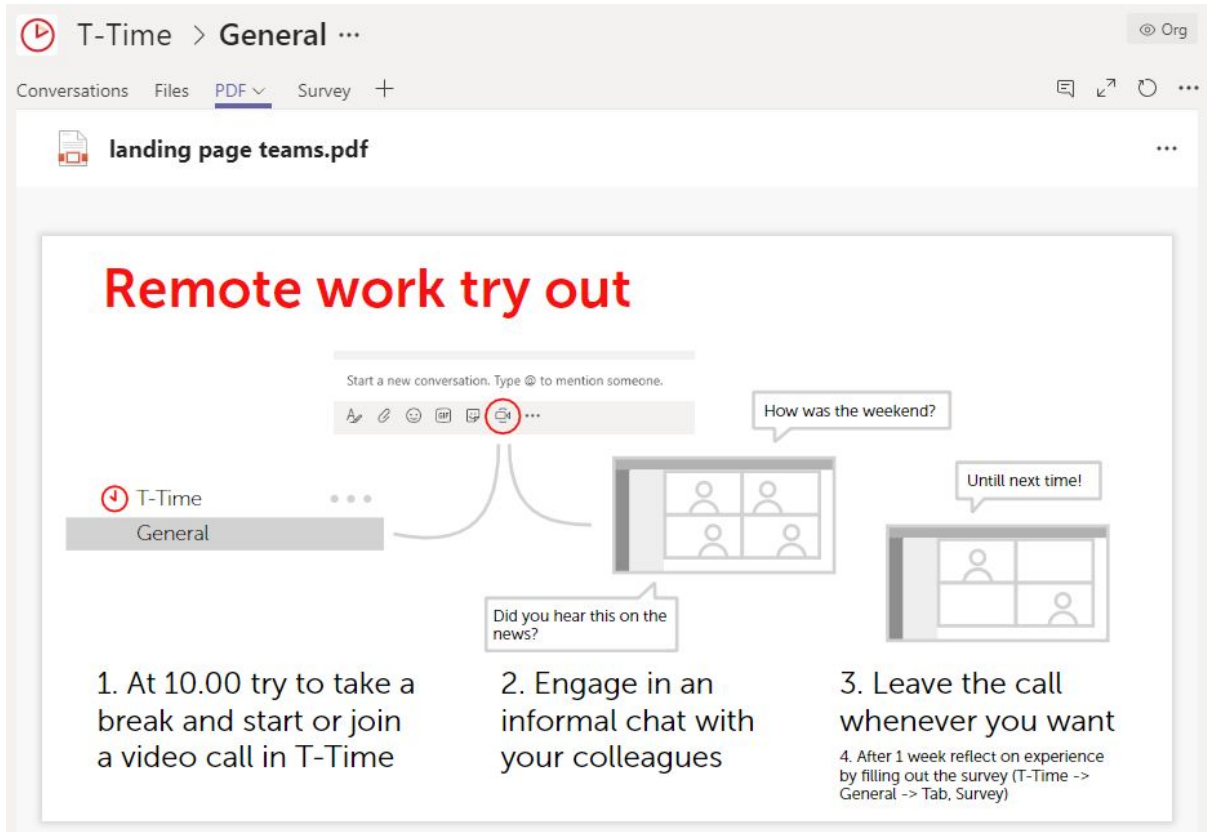 T-Time > General ...
Org
Conversations Files PDF Survey +
landing page teams.pdf
Remote work try out
Start a new conversation. Type @ to mention someone.
GIF
How was the weekend?
Untill next time!
T-Time
General
Did you hear this on the
news?
1. At 10.00 try to take a
break and start or join
a video call in T-Time
2. Engage in an
informal chat with
your colleagues
3. Leave the call
whenever you want
4. After 1 week reflect on experience
by filling out the survey (T-Time ->
General -> Tab, Survey)